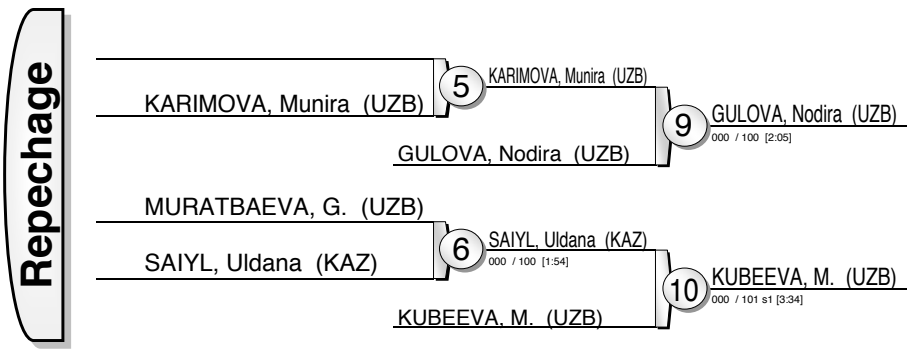 Repechage
KARIMOVA, Munira (UZB)
5
KARIMOVA, Munira (UZB)
GULOVA, Nodira (UZB)
9
GULOVA, Nodira (UZB)
000 / 100 [2:05]
MURATBAEVA, G. (UZB)
SAIYL, Uldana (KAZ)
6
SAIYL, Uldana (KAZ)
000 / 100 [1:54]
KUBEEVA, M. (UZB)
10
KUBEEVA, M. (UZB)
000 / 101 s1 [3:34]